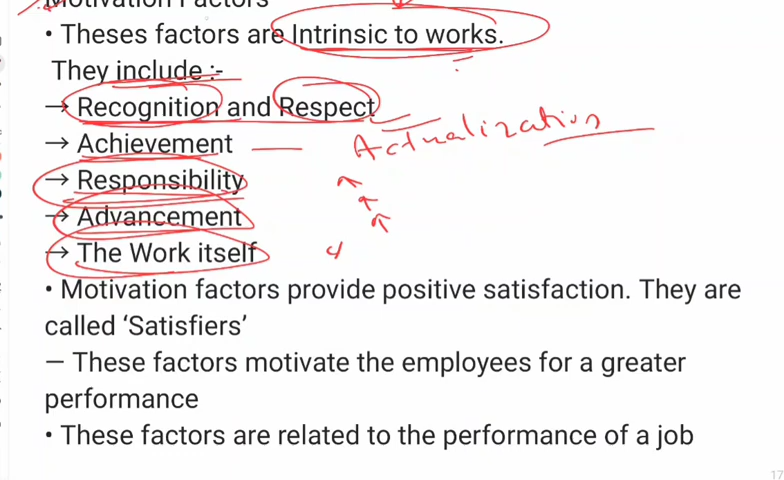 Motivation Factors
• Theses factors are Intrinsic to works.
They include :-
→ Recognition and Respect
→ Achievement — Actualization
→ Responsibility
→ Advancement
→ The Work itself
• Motivation factors provide positive satisfaction. They are
called ‘Satisfiers’
— These factors motivate the employees for a greater
performance
• These factors are related to the performance of a job
17